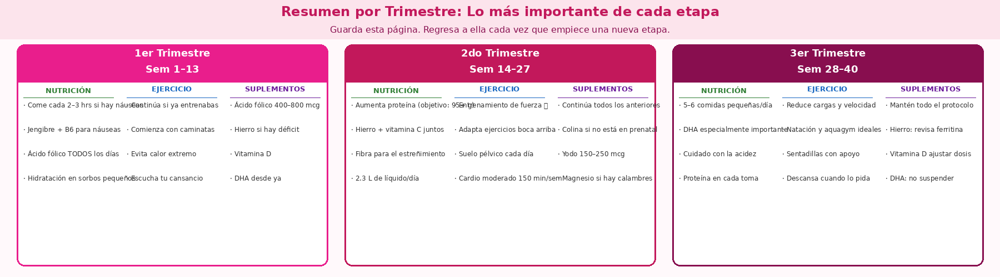 Resumen por Trimestre: Lo más importante de cada etapa
Guarda esta página. Regresa a ella cada vez que empiece una nueva etapa.
1er Trimestre
Sem 1–13
NUTRICIÓN
· Come cada 2–3 hrs si hay náuseas
· Jengibre + B6 para náuseas
· Ácido fólico TODOS los días
· Hidratación en sorbos pequeños
EJERCICIO
· Continúa si ya entrenabas
· Comienza con caminatas
· Evita calor extremo
· Escucha tu cansancio
SUPLEMENTOS
· Ácido fólico 400–800 mcg
· Hierro si hay déficit
· Vitamina D
· DHA desde ya
2do Trimestre
Sem 14–27
NUTRICIÓN
· Aumenta proteína (objetivo: 95+ g)
· Hierro + vitamina C juntos
· Fibra para el estreñimiento
· 2.3 L de líquido/día
EJERCICIO
· Entrenamiento de fuerza
· Adapta ejercicios boca arriba
· Suelo pélvico cada día
· Cardio moderado 150 min/sem
SUPLEMENTOS
· Continúa todos los anteriores
· Colina si no está en prenatal
· Yodo 150–250 mcg
· Magnesio si hay calambres
3er Trimestre
Sem 28–40
NUTRICIÓN
· 5–6 comidas pequeñas/día
· DHA especialmente importante
· Cuidado con la acidez
· Proteína en cada toma
EJERCICIO
· Reduce cargas y velocidad
· Natación y aquagym ideales
· Sentadillas con apoyo
· Descansa cuando lo pida
SUPLEMENTOS
· Mantén todo el protocolo
· Hierro: revisa ferritina
· Vitamina D ajustar dosis
· DHA: no suspender